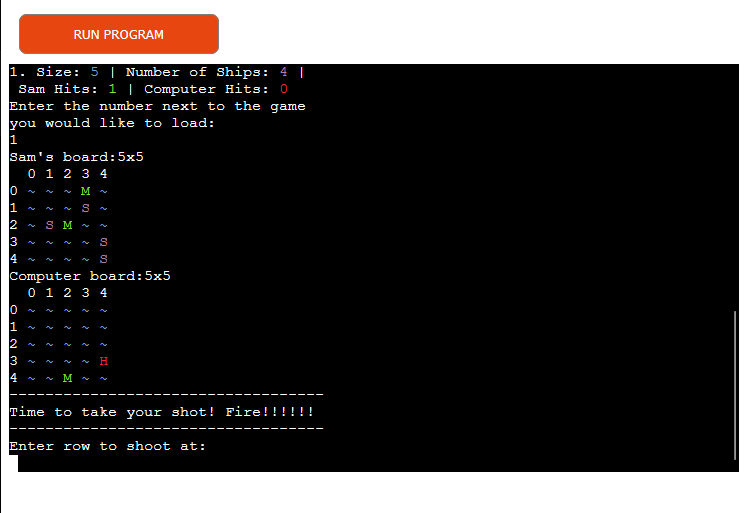 RUN PROGRAM
1. Size: 5 | Number of Ships: 4 |
 Sam Hits: 1 | Computer Hits: 0
Enter the number next to the game
you would like to load:
1
Sam's board:5x5
  0 1 2 3 4
0 ~ ~ ~ M ~
1 ~ ~ ~ S ~
2 ~ S M ~ ~
3 ~ ~ ~ ~ S
4 ~ ~ ~ ~ S
Computer board:5x5
  0 1 2 3 4
0 ~ ~ ~ ~ ~
1 ~ ~ ~ ~ ~
2 ~ ~ ~ ~ ~
3 ~ ~ ~ ~ H
4 ~ ~ M ~ ~
-----------------------------------
Time to take your shot! Fire!!!!!!
-----------------------------------
Enter row to shoot at: